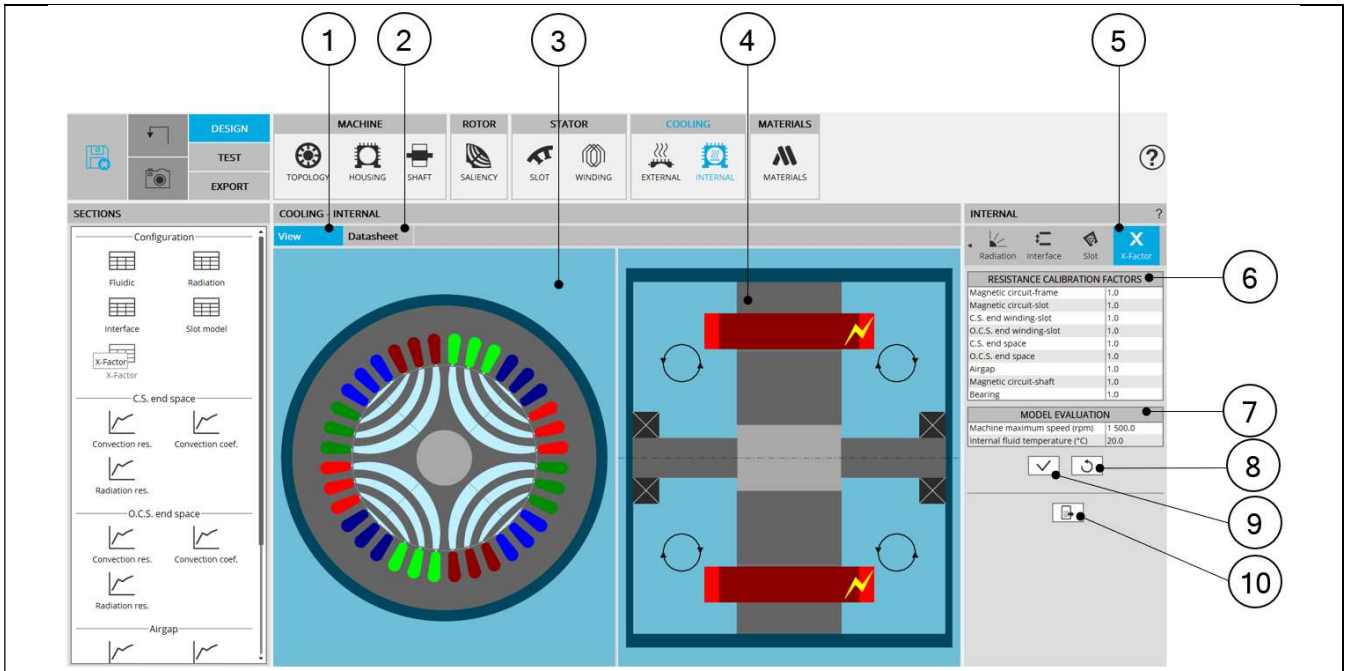 1
2
3
4
5
DESIGN
TEST
EXPORT
MACHINE
TOPOLOGY
HOUSING
SHAFT
ROTOR
SALIENCY
STATOR
SLOT
WINDING
COOLING
EXTERNAL
INTERNAL
MATERIALS
MATERIALS
?
SECTIONS
Configuration
Fluidic
Radiation
Interface
Slot model
X-Factor
X-Factor
C.S. end space
Convection res.
Convection coef.
Radiation res.
O.C.S. end space
Convection res.
Convection coef.
Radiation res.
Airgap
COOLING - INTERNAL
View
Datasheet
INTERNAL ?
Radiation
Interface
Slot
X
X-Factor
RESISTANCE CALIBRATION FACTORS
Magnetic circuit-frame 1.0
Magnetic circuit-slot 1.0
C.S. end winding-slot 1.0
O.C.S. end winding-slot 1.0
C.S. end space 1.0
O.C.S. end space 1.0
Airgap 1.0
Magnetic circuit-shaft 1.0
Bearing 1.0
MODEL EVALUATION
Machine maximum speed (rpm) 1 500.0
Internal fluid temperature (°C) 20.0
6
7
8
9
10